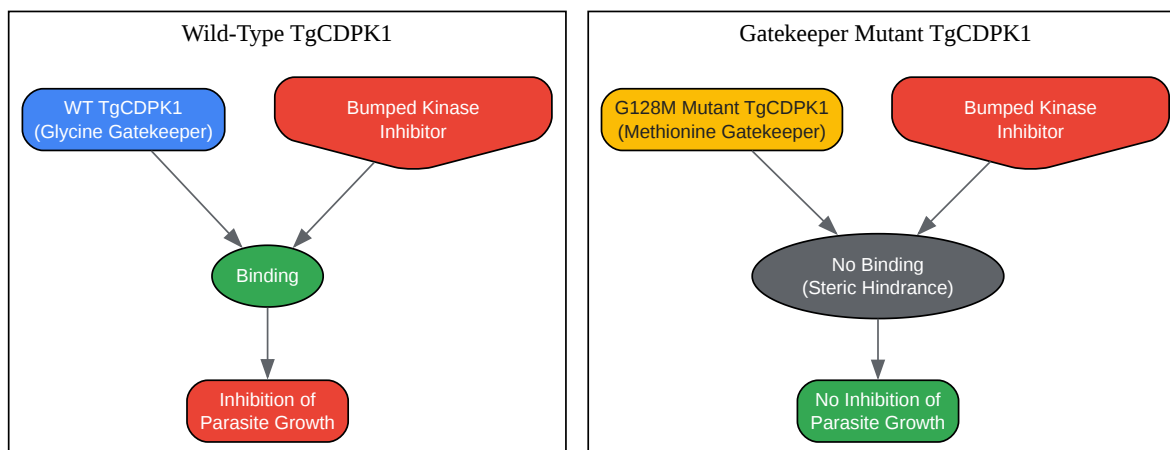 Wild-Type TgCDPK1
WT TgCDPK1
(Glycine Gatekeeper)
Bumped Kinase
Inhibitor
Binding
Inhibition of
Parasite Growth
Gatekeeper Mutant TgCDPK1
G128M Mutant TgCDPK1
(Methionine Gatekeeper)
Bumped Kinase
Inhibitor
No Binding
(Steric Hindrance)
No Inhibition of
Parasite Growth